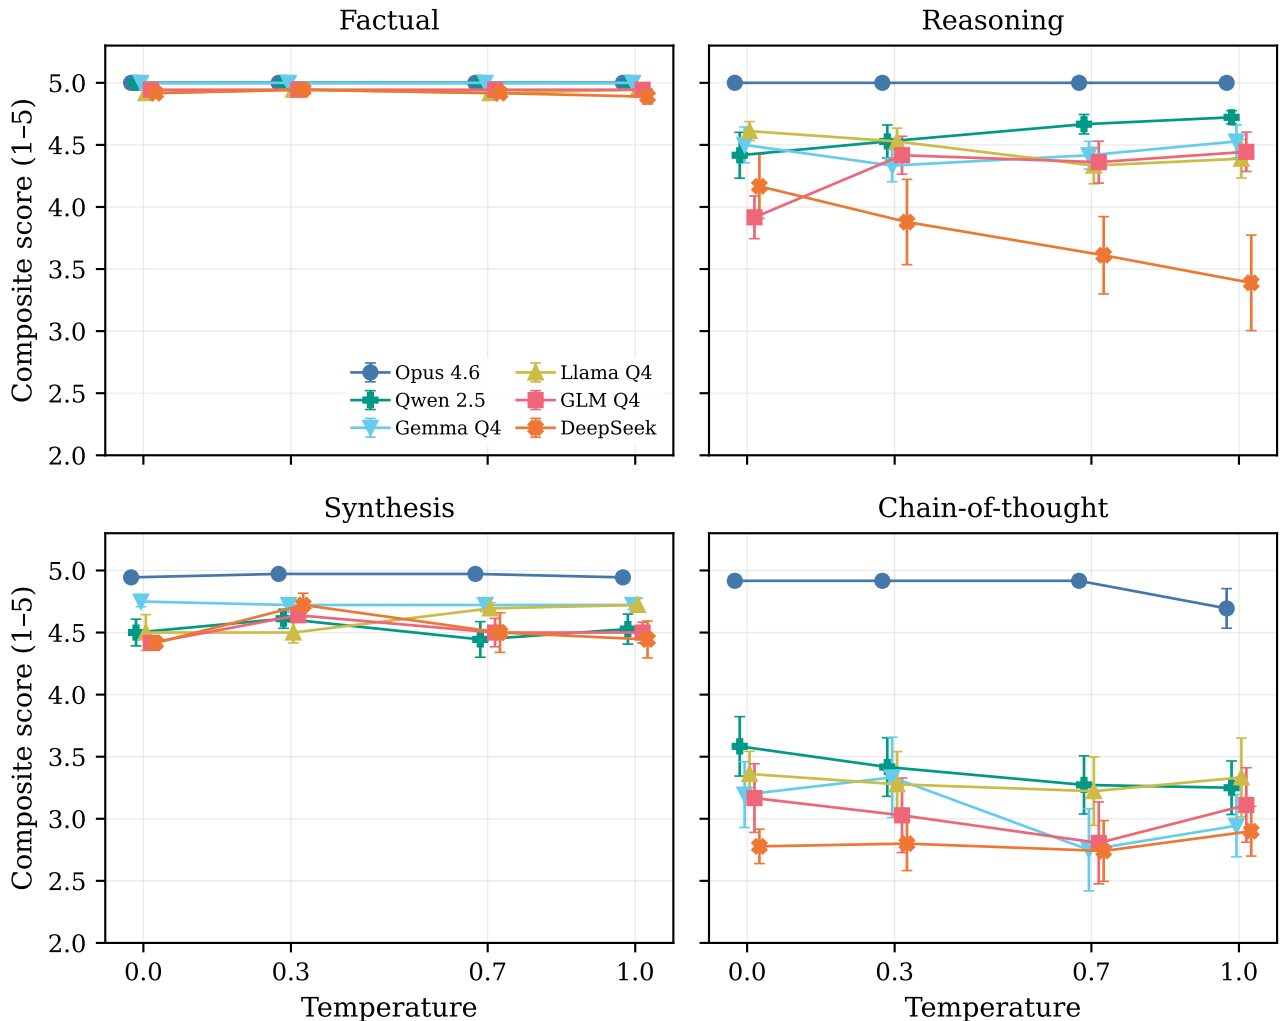 Factual
Reasoning
Composite score (1–5)
5.0
4.5
4.0
3.5
3.0
2.5
2.0
Opus 4.6
Qwen 2.5
Gemma Q4
Llama Q4
GLM Q4
DeepSeek
Synthesis
Chain-of-thought
Composite score (1–5)
5.0
4.5
4.0
3.5
3.0
2.5
2.0
0.0 0.3 0.7 1.0
0.0 0.3 0.7 1.0
Temperature
Temperature